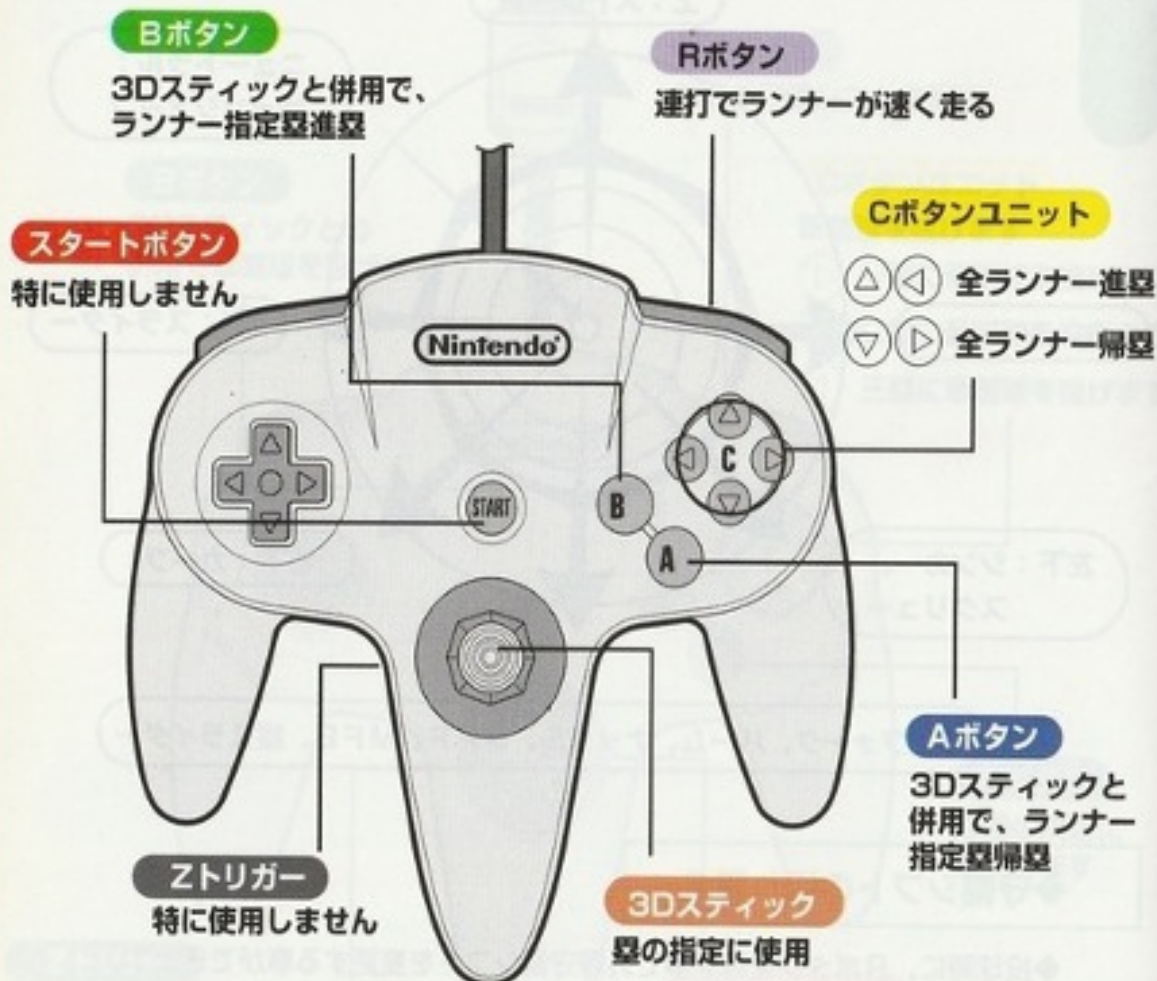 Bボタン
3Dスティックと併用で、
ランナー指定塁進塁
Rボタン
連打でランナーが速く走る
Cボタンユニット
△◁ 全ランナー進塁
▽▷ 全ランナー帰塁
スタートボタン
特に使用しません
Nintendo
C
START
B
A
Aボタン
3Dスティックと
併用で、ランナー
指定塁帰塁
Zトリガー
特に使用しません
3Dスティック
塁の指定に使用